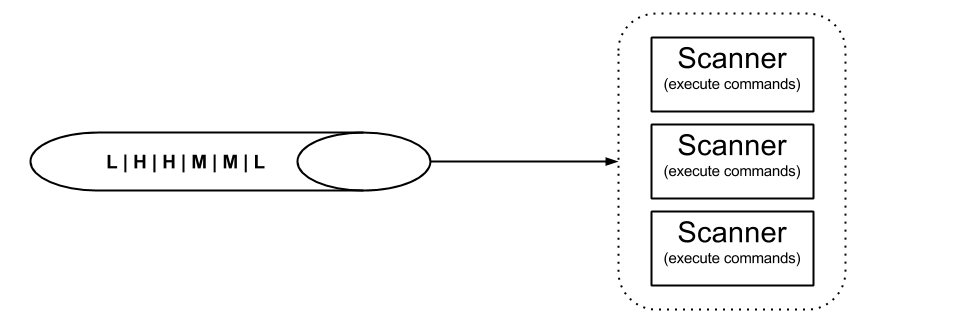 L | H | H | M | M | L
Scanner
(execute commands)
Scanner
(execute commands)
Scanner
(execute commands)